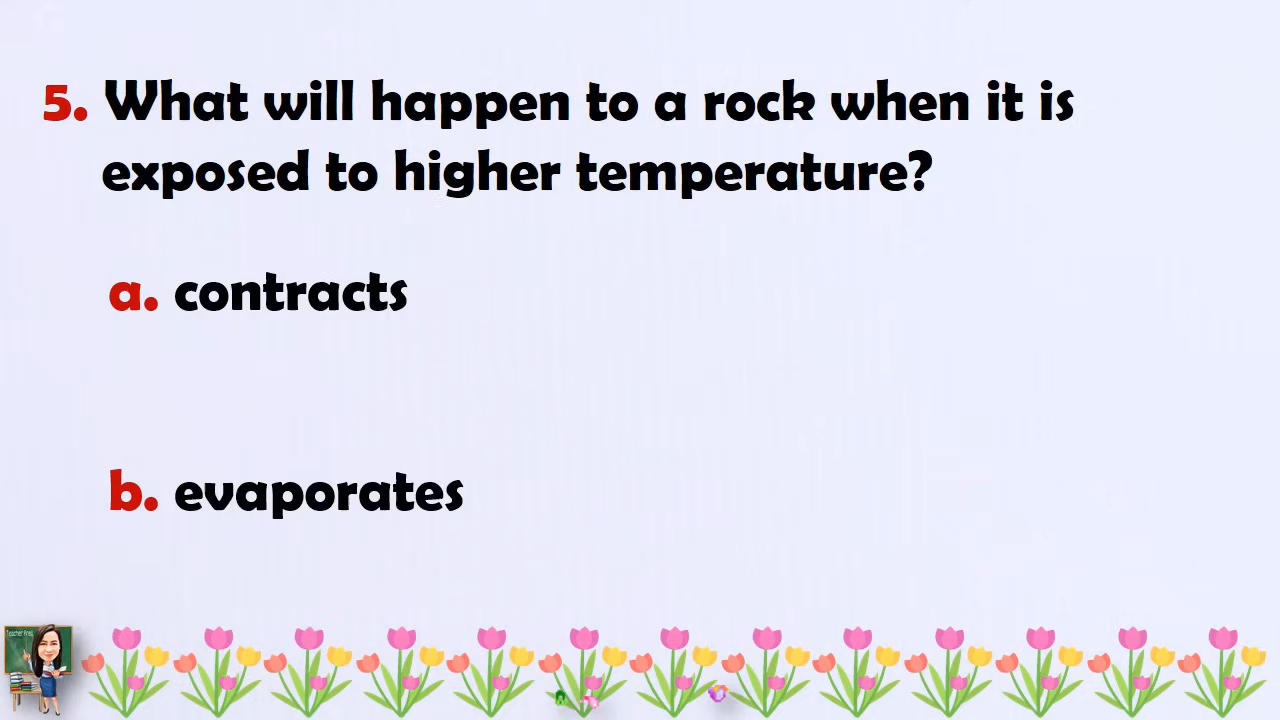 5. What will happen to a rock when it is
exposed to higher temperature?
a. contracts
b. evaporates